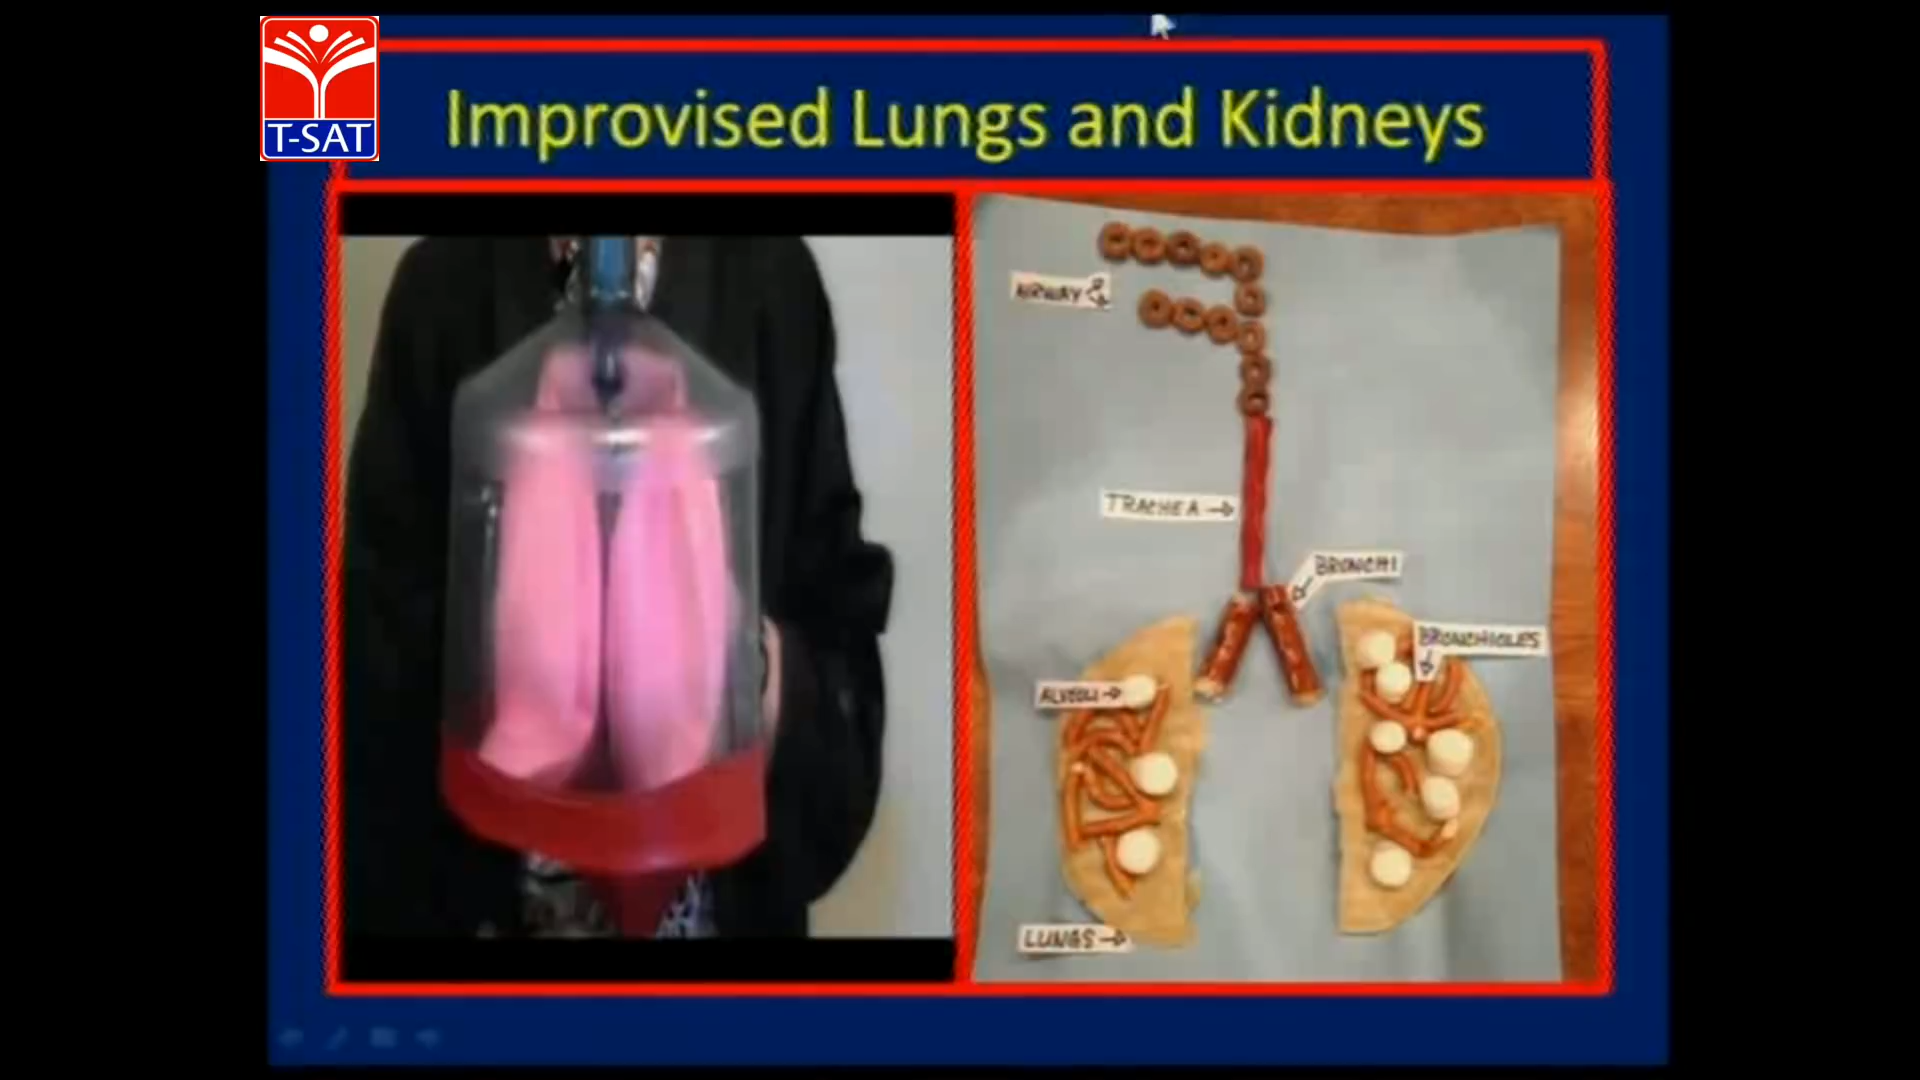 T-SAT
Improvised Lungs and Kidneys
AIRWAY
TRACHEA
BRONCHI
BRONCHIOLES
ALVEOLI
LUNGS